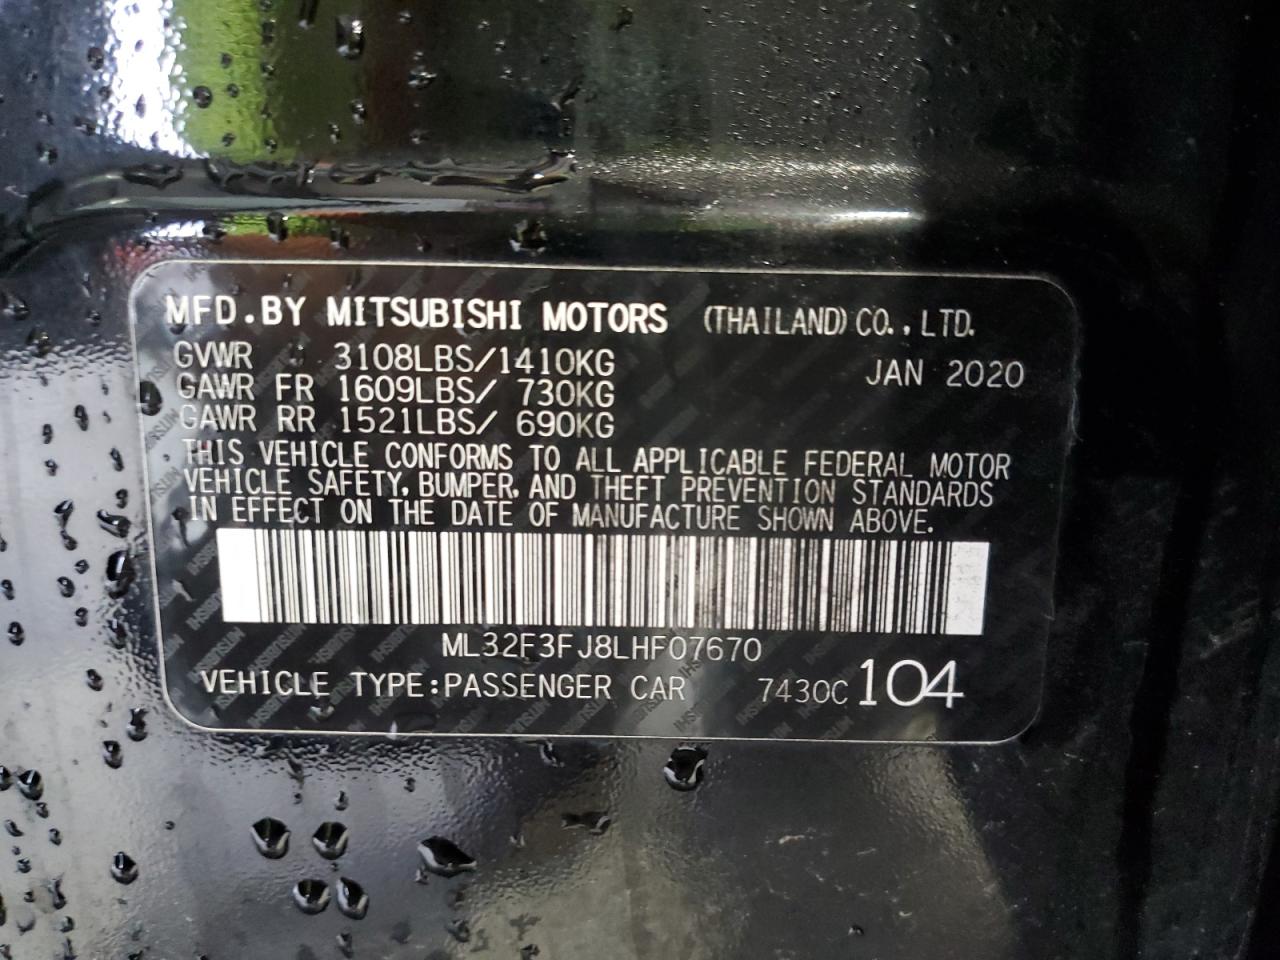 MFD.BY MITSUBISHI MOTORS (THAILAND) CO., LTD.
GVWR 3108LBS/1410KG JAN 2020
GAWR FR 1609LBS/ 730KG
GAWR RR 1521LBS/ 690KG
THIS VEHICLE CONFORMS TO ALL APPLICABLE FEDERAL MOTOR
VEHICLE SAFETY, BUMPER, AND THEFT PREVENTION STANDARDS
IN EFFECT ON THE DATE OF MANUFACTURE SHOWN ABOVE.
ML32F3FJ8LHF07670
VEHICLE TYPE:PASSENGER CAR 7430C 104